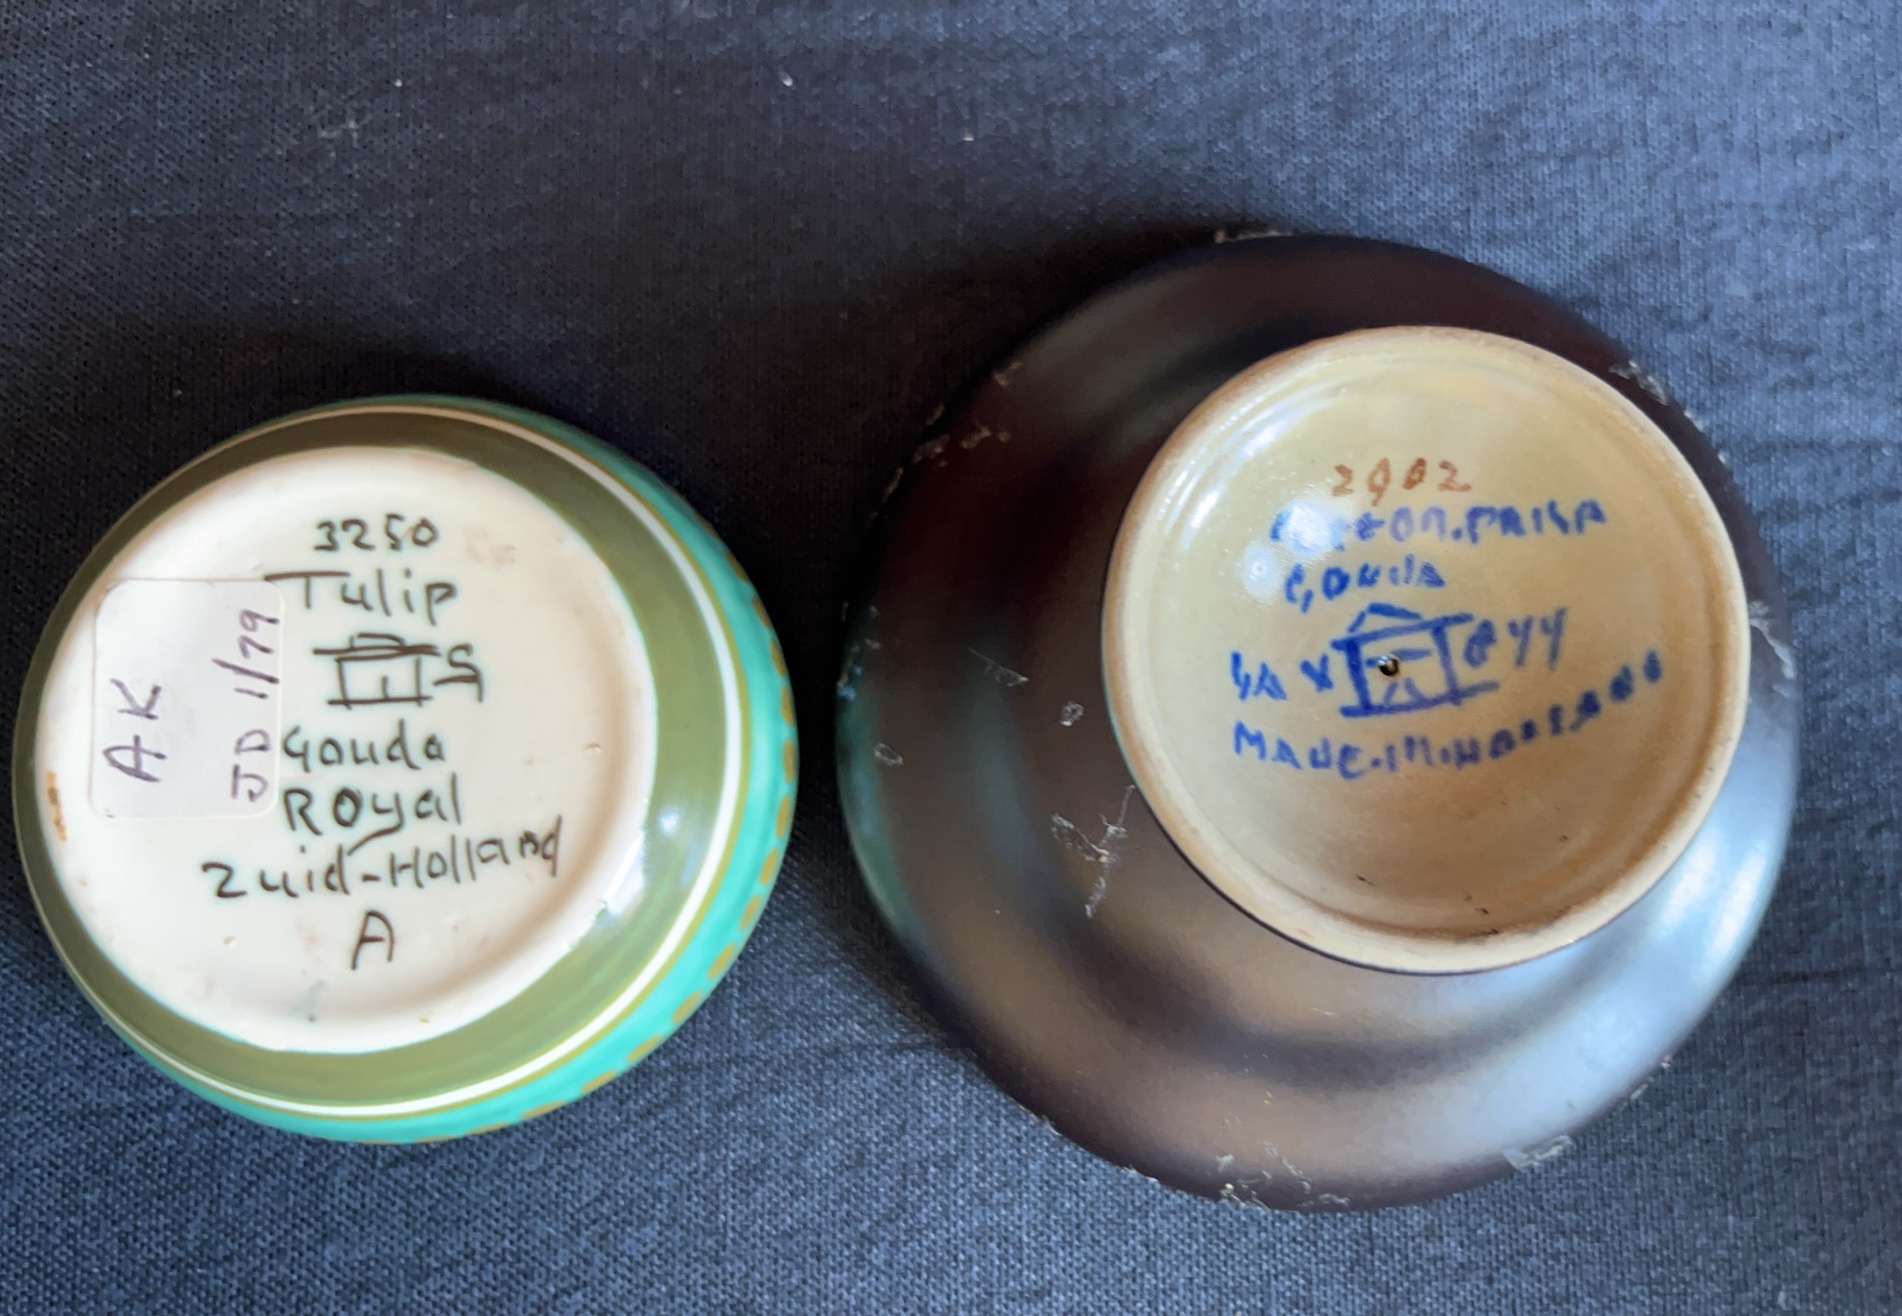 3250
Tulip
S
Gouda
Royal
Zuid-Holland
A
AK
JD 1/79
2902
GOUDA
MADE.IN.HOLLAND